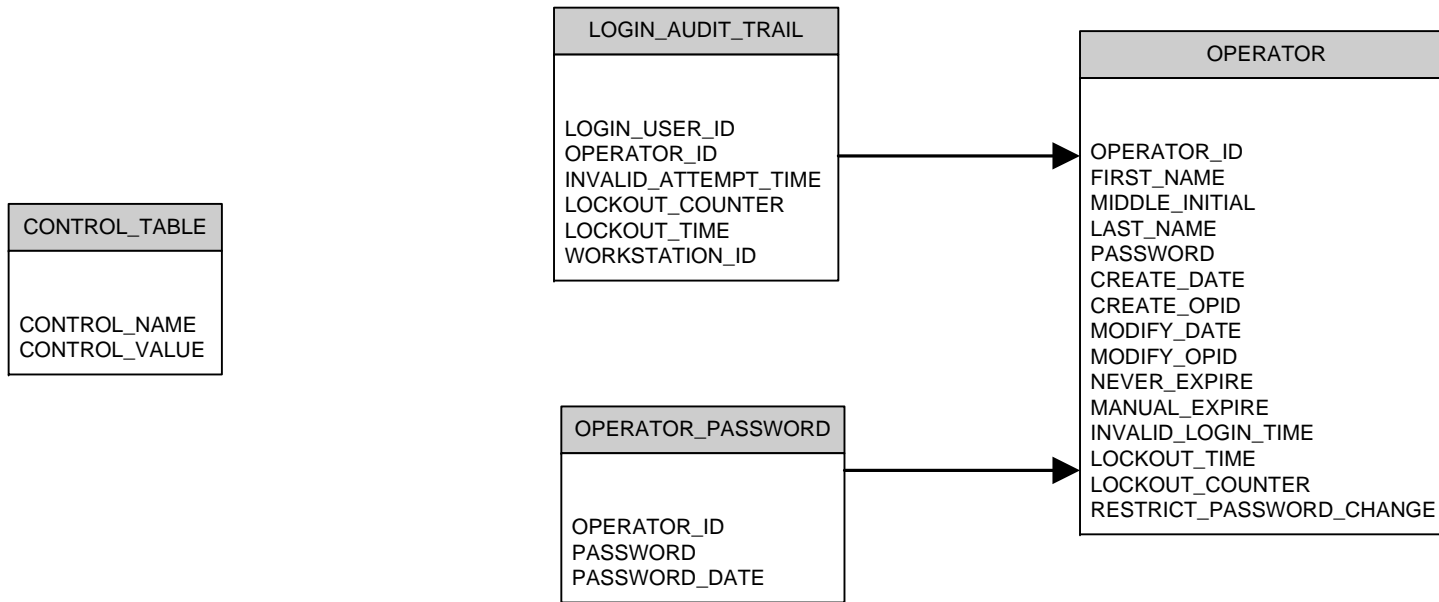 CONTROL_TABLE
CONTROL_NAME
CONTROL_VALUE
LOGIN_AUDIT_TRAIL
LOGIN_USER_ID
OPERATOR_ID
INVALID_ATTEMPT_TIME
LOCKOUT_COUNTER
LOCKOUT_TIME
WORKSTATION_ID
OPERATOR_PASSWORD
OPERATOR_ID
PASSWORD
PASSWORD_DATE
OPERATOR
OPERATOR_ID
FIRST_NAME
MIDDLE_INITIAL
LAST_NAME
PASSWORD
CREATE_DATE
CREATE_OPID
MODIFY_DATE
MODIFY_OPID
NEVER_EXPIRE
MANUAL_EXPIRE
INVALID_LOGIN_TIME
LOCKOUT_TIME
LOCKOUT_COUNTER
RESTRICT_PASSWORD_CHANGE